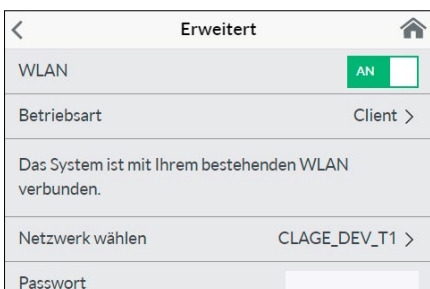 Erweitert
WLAN
AN
Betriebsart
Client
Das System ist mit Ihrem bestehenden WLAN
verbunden.
Netzwerk wählen
CLAGE_DEV_T1
Passwort